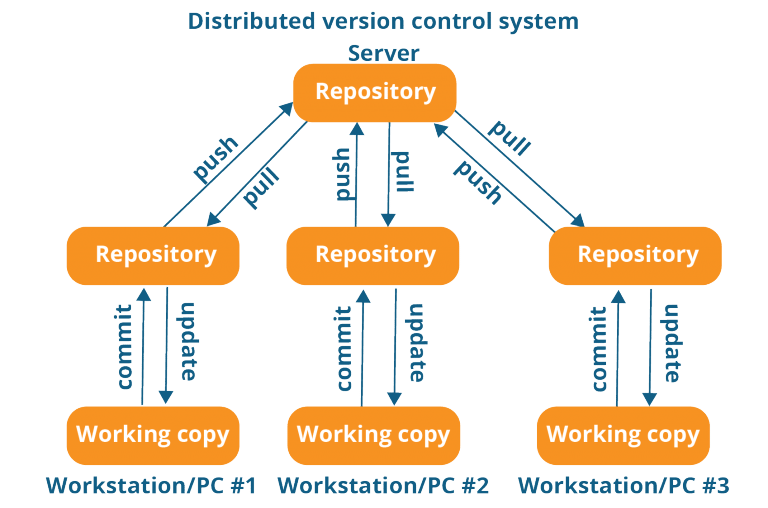 Distributed version control system
Server
Repository
push
pull
push
pull
push
pull
Repository
Repository
Repository
commit
update
commit
update
commit
update
Working copy
Working copy
Working copy
Workstation/PC #1
Workstation/PC #2
Workstation/PC #3